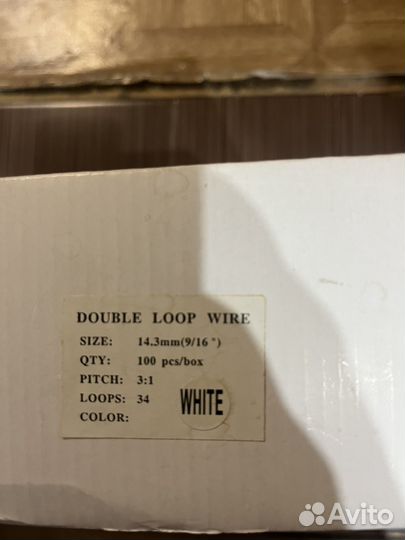 DOUBLE LOOP WIRE
SIZE: 14.3mm(9/16")
QTY: 100 pcs/box
PITCH: 3:1
LOOPS: 34
COLOR: WHITE
Avito